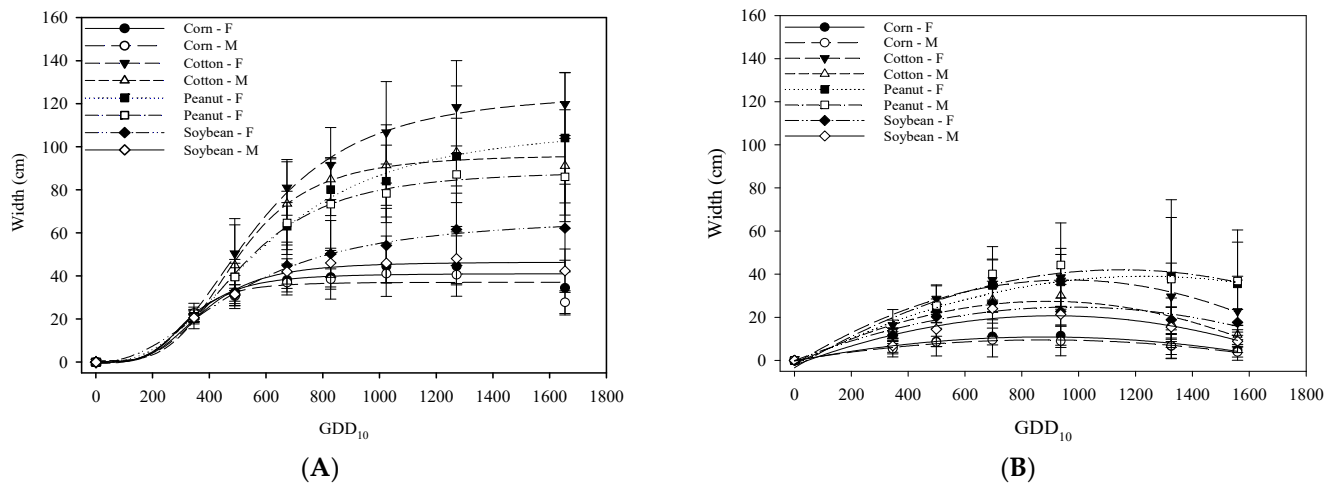 160
140
120
100
80
60
40
20
0
Width (cm)
Corn - F
Corn - M
Cotton - F
Cotton - M
Peanut - F
Peanut - F
Soybean - F
Soybean - M
0 200 400 600 800 1000 1200 1400 1600 1800
GDD10
(A)
160
140
120
100
80
60
40
20
0
Width (cm)
Corn - F
Corn - M
Cotton - F
Cotton - M
Peanut - F
Peanut - M
Soybean - F
Soybean - M
0 200 400 600 800 1000 1200 1400 1600 1800
GDD10
(B)